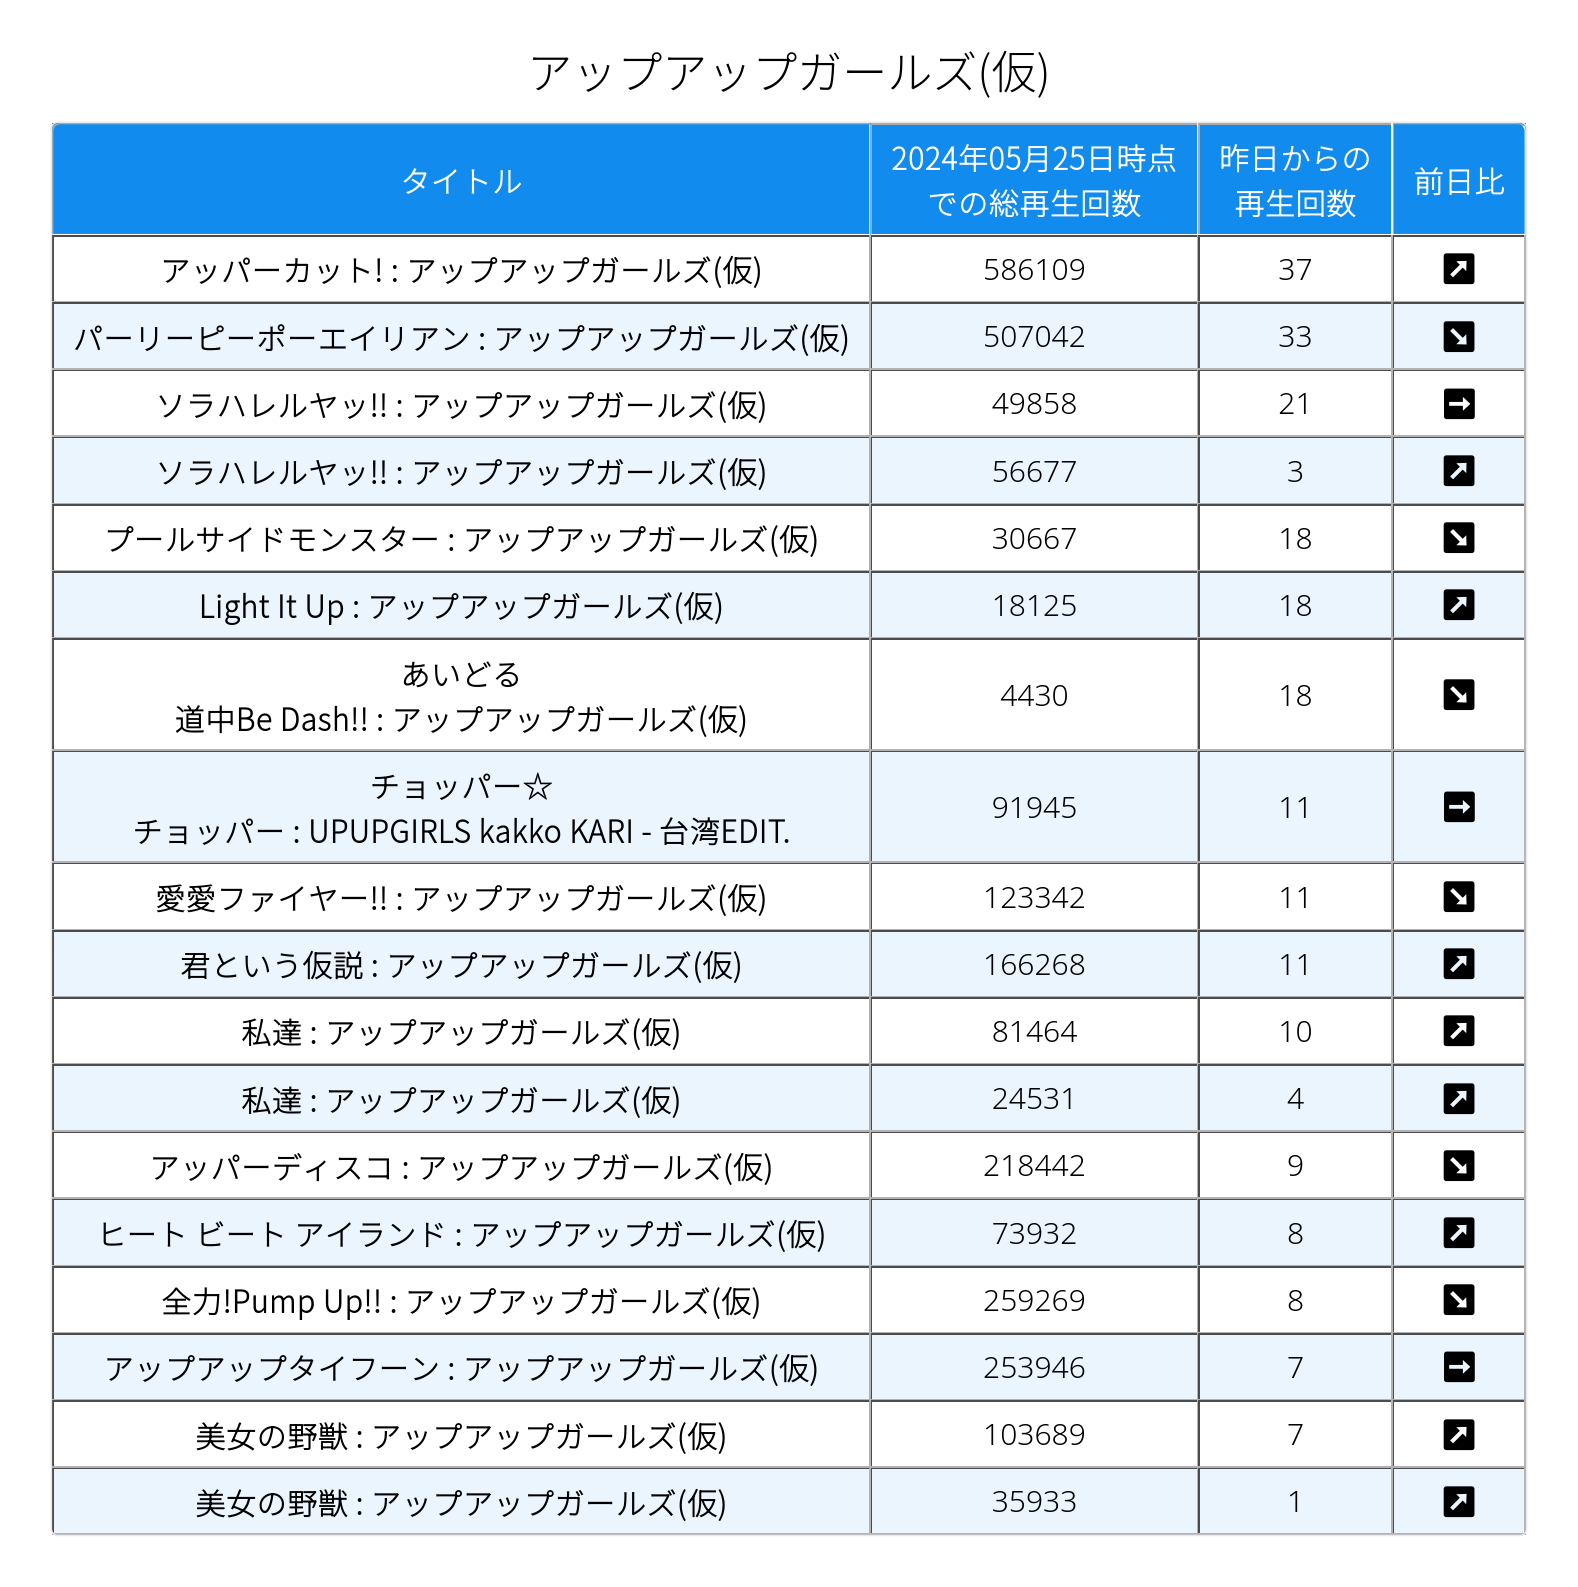 アップアップガールズ(仮)
タイトル
2024年05月25日時点
での総再生回数
昨日からの
再生回数
前日比
アッパーカット! : アップアップガールズ(仮) 586109 37
パーリーピーポーエイリアン : アップアップガールズ(仮) 507042 33
ソラハレルヤッ!! : アップアップガールズ(仮) 49858 21
ソラハレルヤッ!! : アップアップガールズ(仮) 56677 3
プールサイドモンスター : アップアップガールズ(仮) 30667 18
Light It Up : アップアップガールズ(仮) 18125 18
あいどる
道中Be Dash!! : アップアップガールズ(仮) 4430 18
チョッパー☆
チョッパー : UPUPGIRLS kakko KARI - 台湾EDIT. 91945 11
愛愛ファイヤー!! : アップアップガールズ(仮) 123342 11
君という仮説 : アップアップガールズ(仮) 166268 11
私達 : アップアップガールズ(仮) 81464 10
私達 : アップアップガールズ(仮) 24531 4
アッパーディスコ : アップアップガールズ(仮) 218442 9
ヒート ビート アイランド : アップアップガールズ(仮) 73932 8
全力!Pump Up!! : アップアップガールズ(仮) 259269 8
アップアップタイフーン : アップアップガールズ(仮) 253946 7
美女の野獣 : アップアップガールズ(仮) 103689 7
美女の野獣 : アップアップガールズ(仮) 35933 1